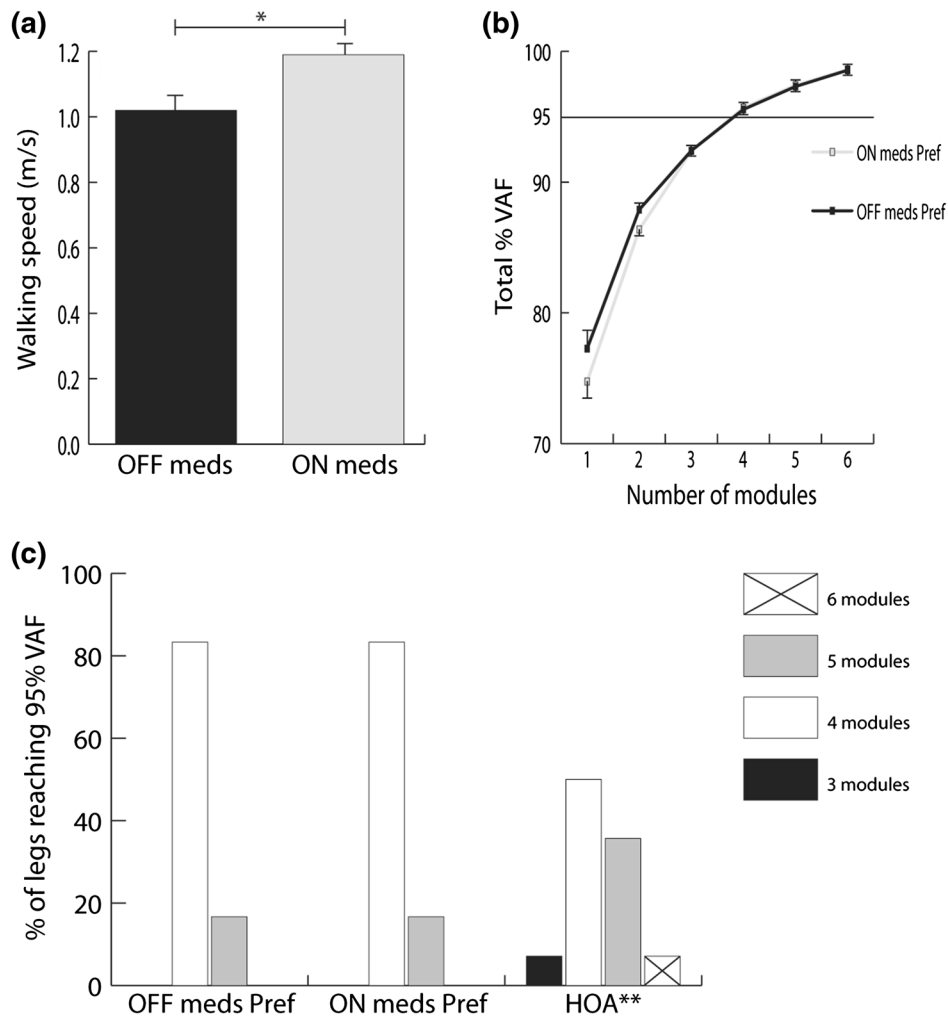 (a)
*
Walking speed (m/s)
1.2
1.0
0.8
0.6
0.4
0.2
0.0
OFF meds ON meds
(b)
Total % VAF
100
95
90
80
70
1 2 3 4 5 6
Number of modules
ON meds Pref
OFF meds Pref
(c)
% of legs reaching 95% VAF
100
80
60
40
20
0
OFF meds Pref ON meds Pref HOA**
6 modules
5 modules
4 modules
3 modules